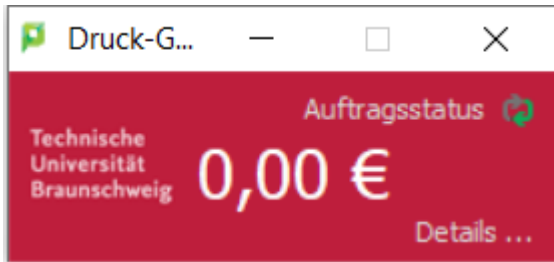 Druck-G...
Auftragsstatus
Technische
Universität
Braunschweig
0,00 €
Details ...